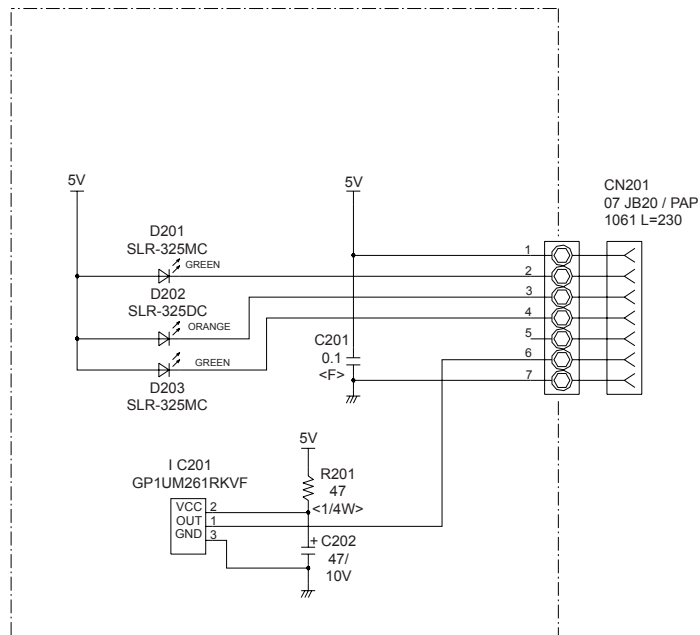 5V
5V
CN201
07 JB20 / PAP
1061 L=230
D201
SLR-325MC
GREEN
1
2
D202
SLR-325DC
3
ORANGE
4
C201
0.1
<F>
5
GREEN
6
D203
SLR-325MC
7
5V
I C201
GP1UM261RKVF
R201
47
<1/4W>
VCC 2
OUT 1
GND 3
+ C202
47/
10V